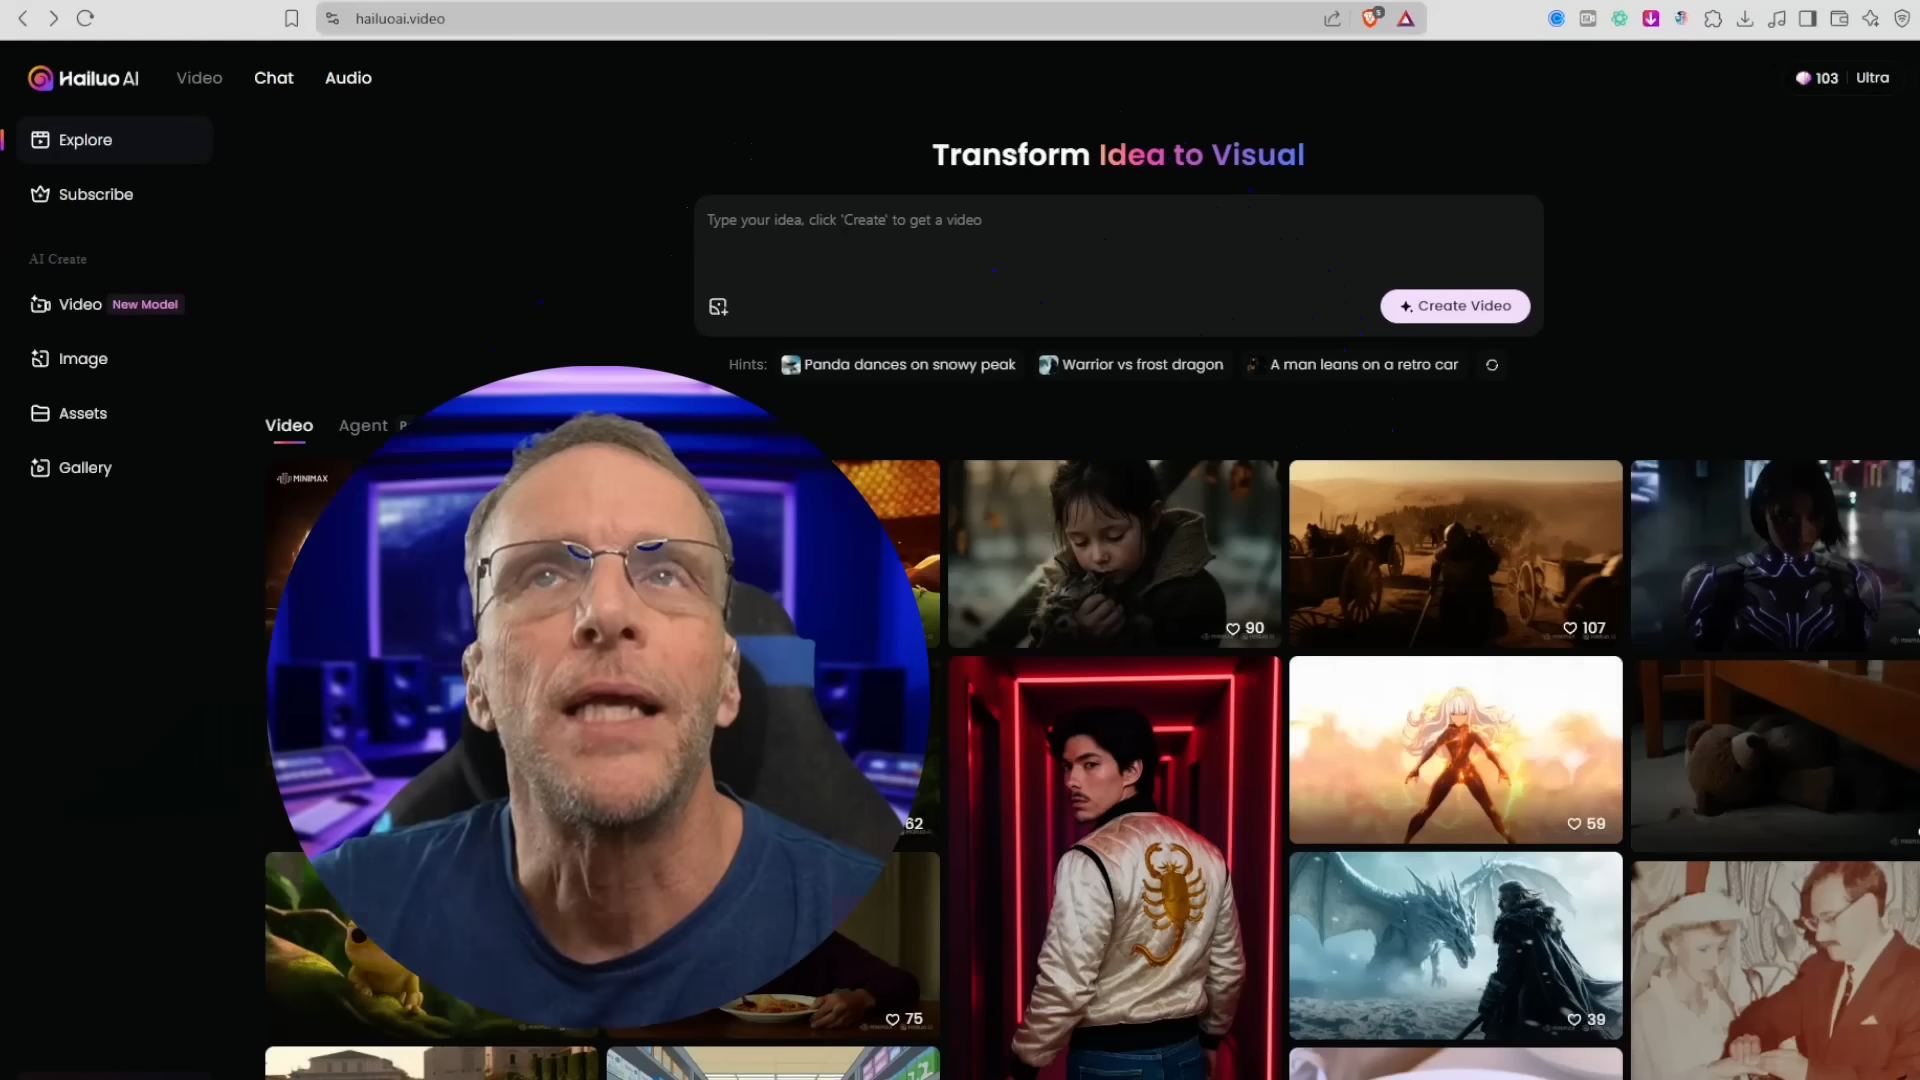 hailuoai.video
5
Hailuo AI
Video
Chat
Audio
103
Ultra
Explore
Subscribe
AI Create
Video New Model
Image
Assets
Gallery
Transform Idea to Visual
Type your idea, click 'Create' to get a video
Create Video
Hints:
Panda dances on snowy peak
Warrior vs frost dragon
A man leans on a retro car
Video
Agent
MINIMAX
90
107
62
59
75
39